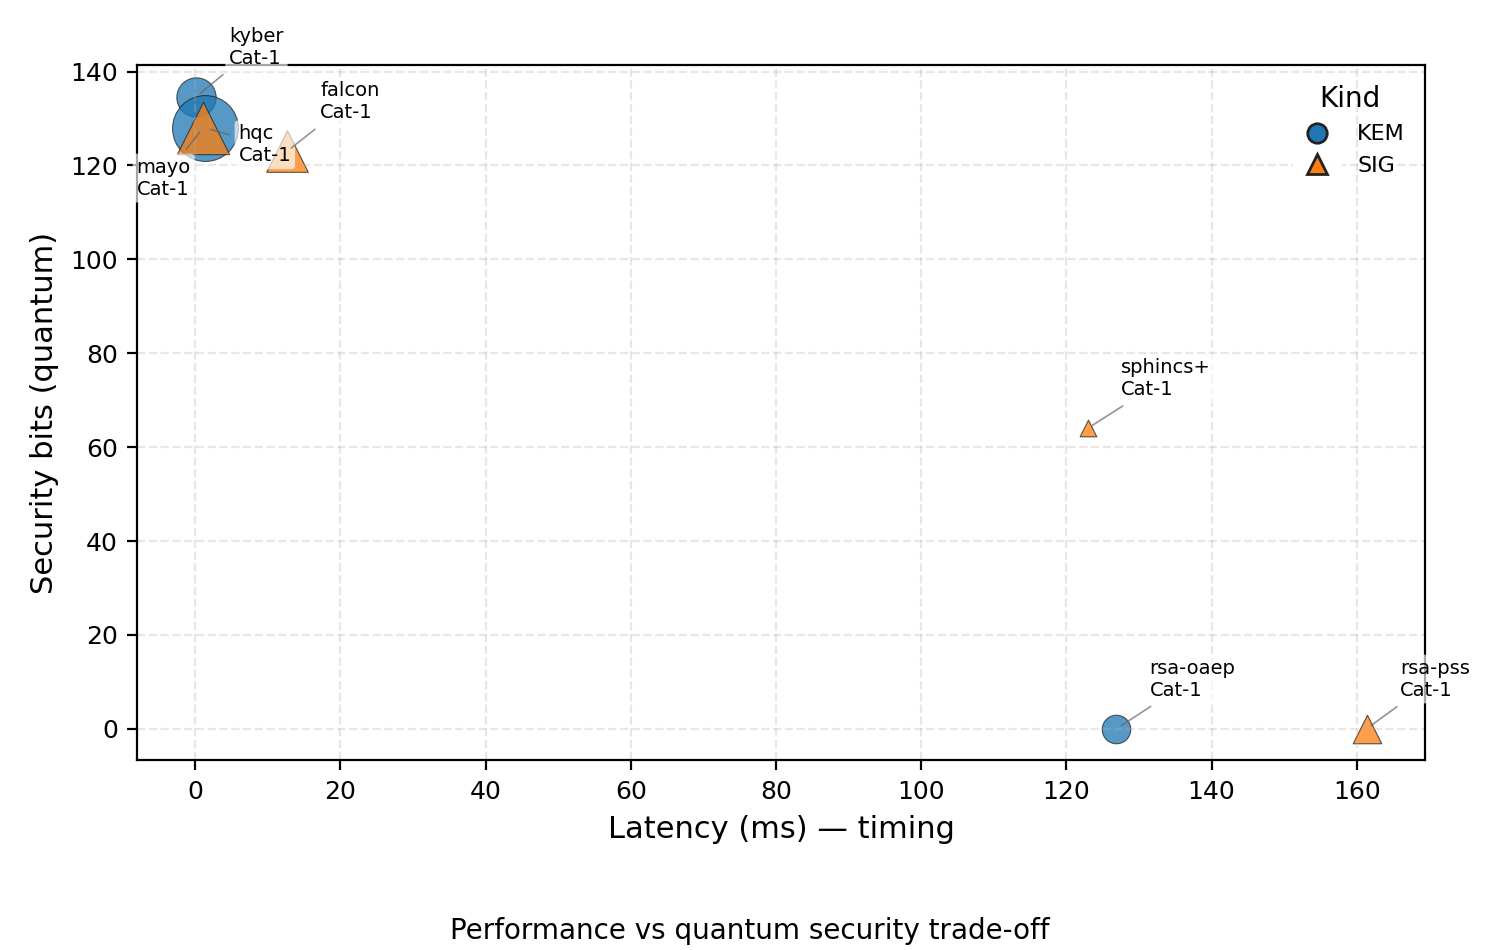 kyber
Cat-1
falcon
Cat-1
hqc
Cat-1
mayo
Cat-1
sphincs+
Cat-1
rsa-oaep
Cat-1
rsa-pss
Cat-1
Kind
KEM
SIG
140
120
100
80
60
40
20
0
Security bits (quantum)
0 20 40 60 80 100 120 140 160
Latency (ms) — timing
Performance vs quantum security trade-off